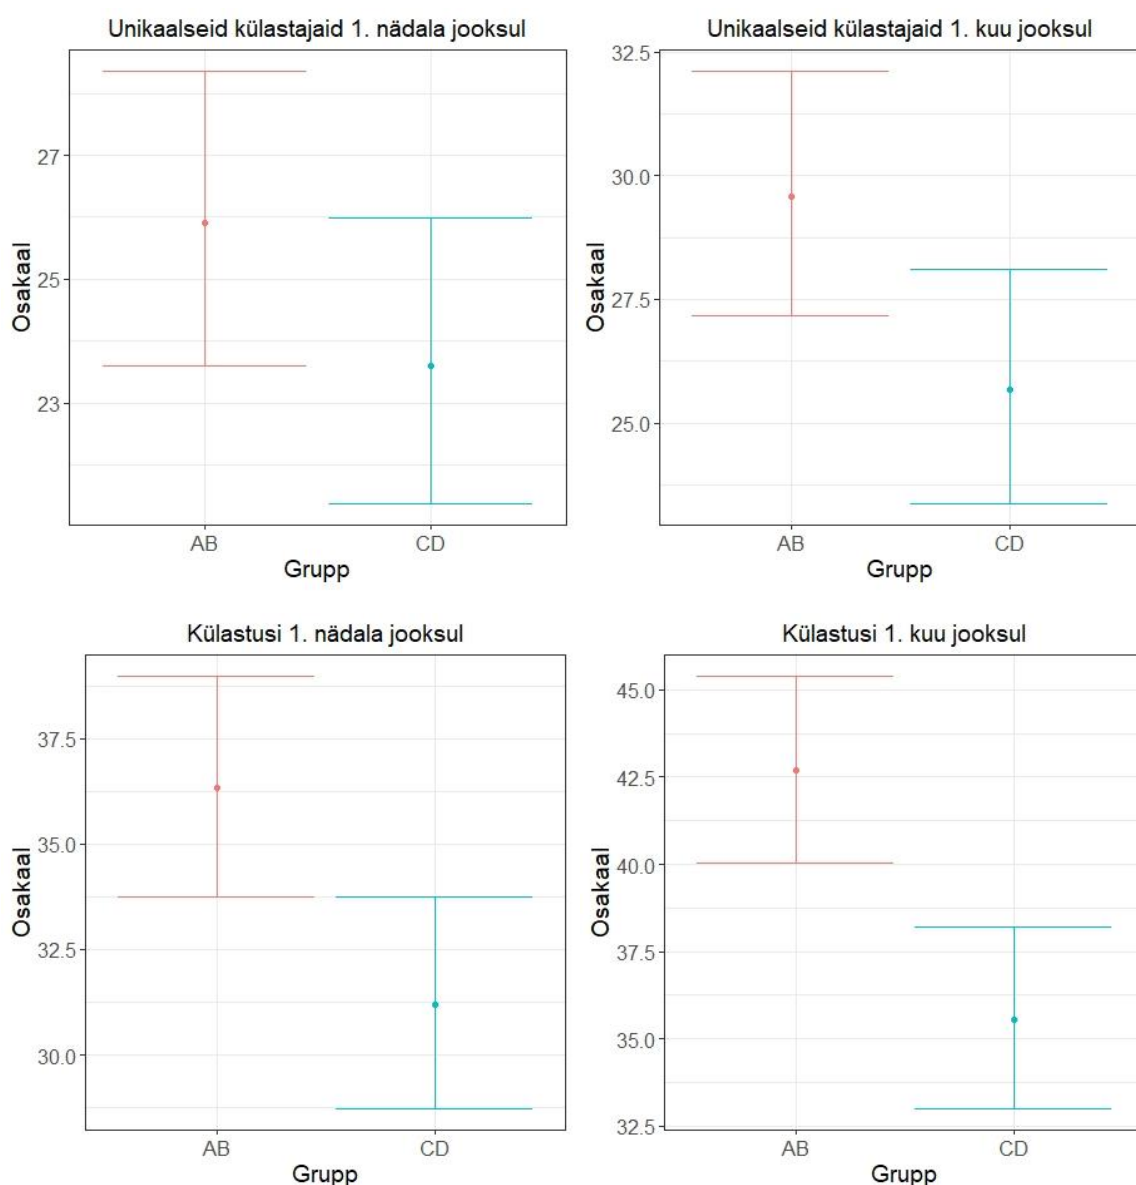 Unikaalseid külastajaid 1. nädala jooksul
Osakaal
27
25
23
AB
CD
Grupp
Unikaalseid külastajaid 1. kuu jooksul
Osakaal
32.5
30.0
27.5
25.0
AB
CD
Grupp
Külastusi 1. nädala jooksul
Osakaal
37.5
35.0
32.5
30.0
AB
CD
Grupp
Külastusi 1. kuu jooksul
Osakaal
45.0
42.5
40.0
37.5
35.0
32.5
AB
CD
Grupp